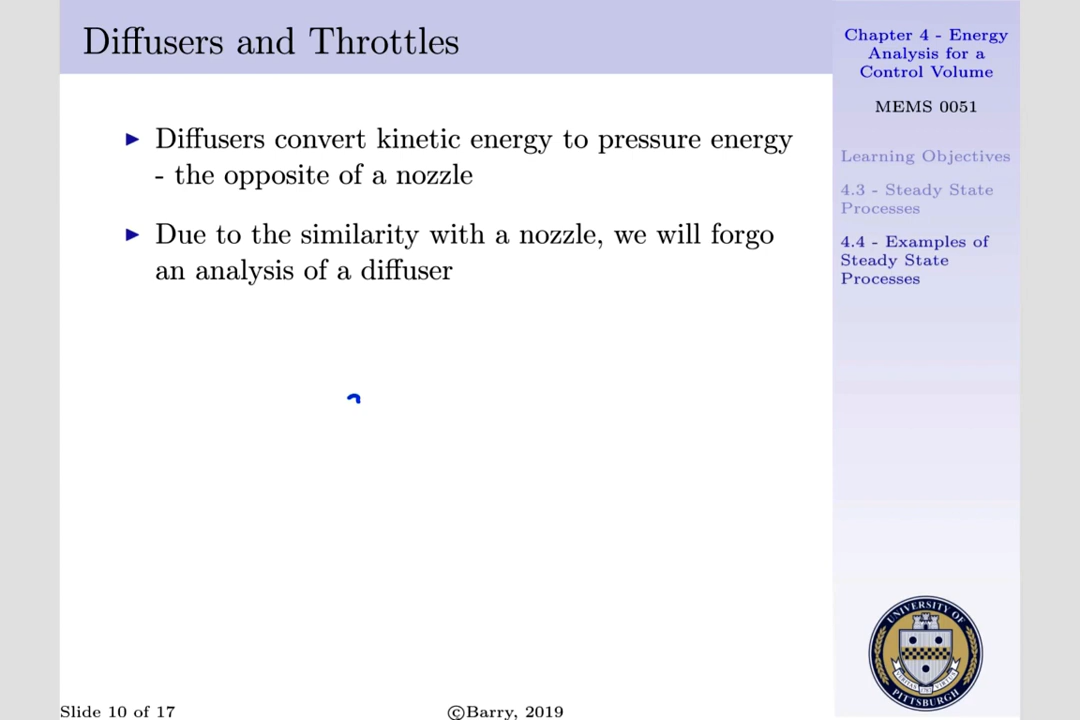 Diffusers and Throttles
▶ Diffusers convert kinetic energy to pressure energy
- the opposite of a nozzle
▶ Due to the similarity with a nozzle, we will forgo
an analysis of a diffuser
Chapter 4 - Energy
Analysis for a
Control Volume
MEMS 0051
Learning Objectives
4.3 - Steady State
Processes
4.4 - Examples of
Steady State
Processes
UNIVERSITY OF
PITTSBURGH
Slide 10 of 17
©Barry, 2019